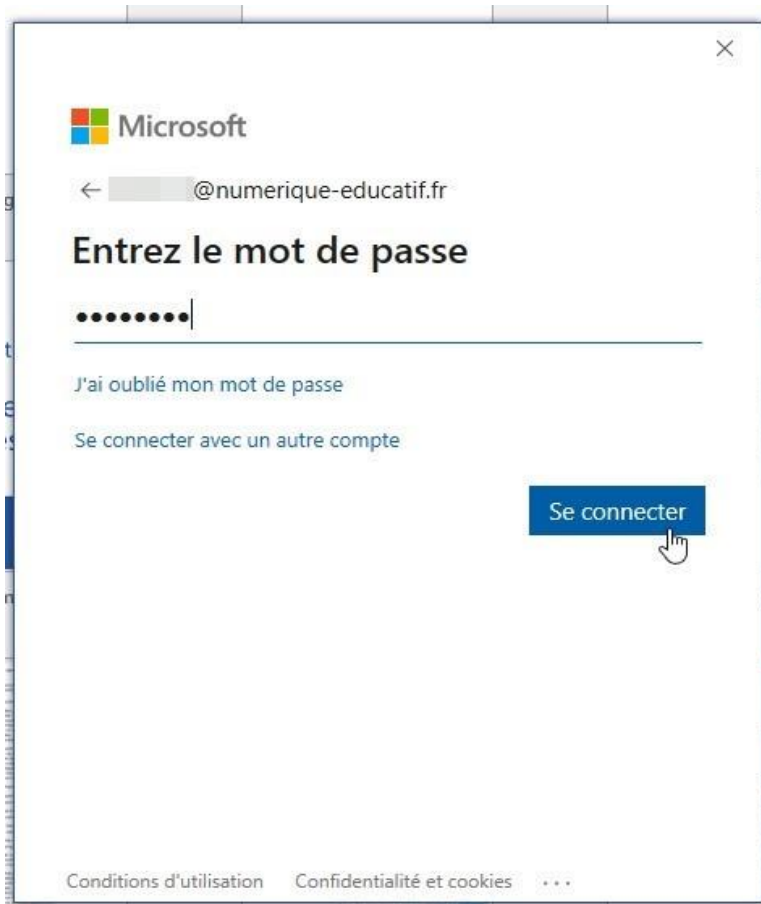 Microsoft
← @numerique-educatif.fr
Entrez le mot de passe
••••••••
J'ai oublié mon mot de passe
Se connecter avec un autre compte
Se connecter
Conditions d'utilisation Confidentialité et cookies ...